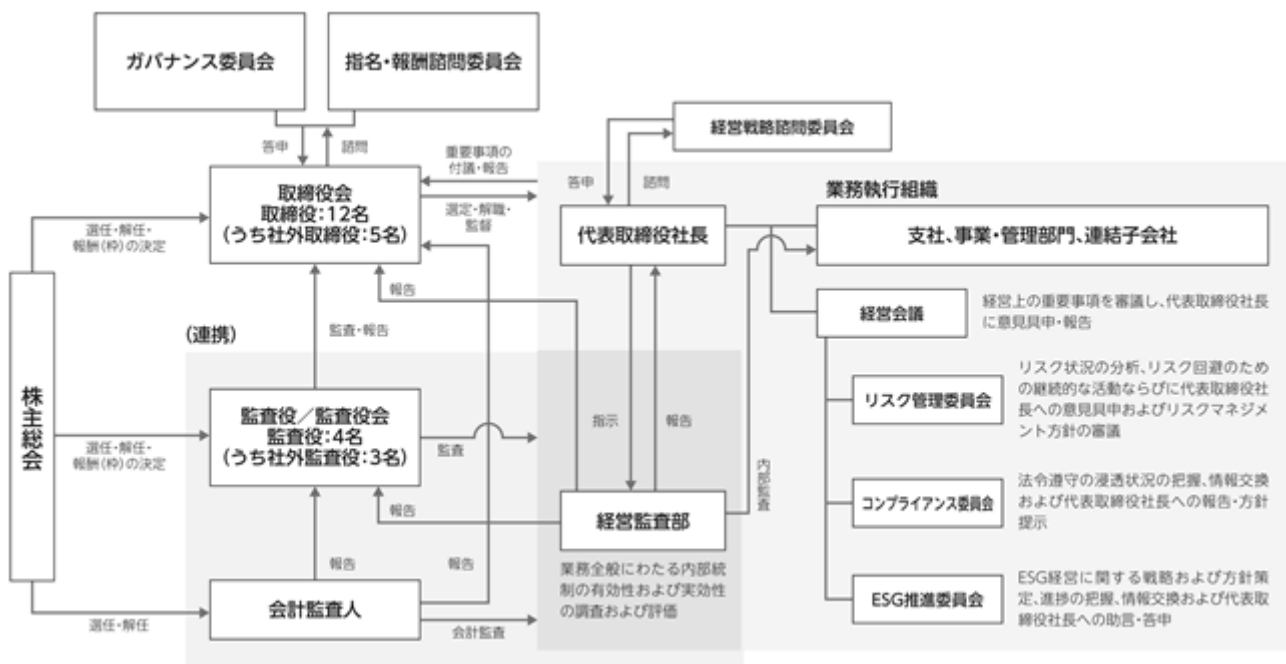 ガバナンス委員会
指名・報酬諮問委員会
答申
諮問
経営戦略諮問委員会
重要事項の
付議・報告
選定・解職・
監督
答申
諮問
業務執行組織
取締役会
取締役:12名
(うち社外取締役:5名)
代表取締役社長
支社、事業・管理部門、連結子会社
選任・解任・
報酬(枠)の決定
報告
経営会議
経営上の重要事項を審議し、代表取締役社長
に意見具申・報告
監査・報告
(連携)
リスク管理委員会
リスク状況の分析、リスク回避のため
の継続的な活動ならびに代表取締役社
長への意見具申およびリスクマネジメ
ント方針の審議
株主総会
監査役/監査役会
監査役:4名
(うち社外監査役:3名)
選任・解任・
報酬(枠)の決定
監査
指示
報告
内部監査
コンプライアンス委員会
法令遵守の浸透状況の把握、情報交換
および代表取締役社長への報告・方針
提示
報告
経営監査部
業務全般にわたる内部統
制の有効性および実効性
の調査および評価
報告
報告
会計監査人
選任・解任
会計監査
ESG推進委員会
ESG経営に関する戦略および方針策
定、進捗の把握、情報交換および代表取
締役社長への助言・答申